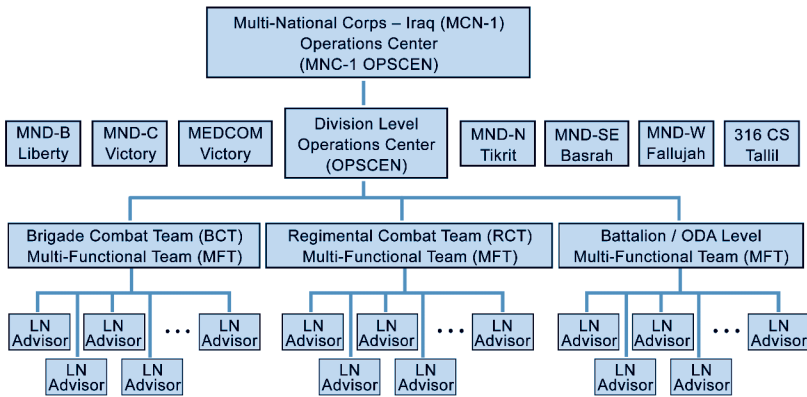 Multi-National Corps – Iraq (MCN-1)
Operations Center
(MNC-1 OPSCEN)
MND-B
Liberty
MND-C
Victory
MEDCOM
Victory
Division Level
Operations Center
(OPSCEN)
MND-N
Tikrit
MND-SE
Basrah
MND-W
Fallujah
316 CS
Tallil
Brigade Combat Team (BCT)
Multi-Functional Team (MFT)
Regimental Combat Team (RCT)
Multi-Functional Team (MFT)
Battalion / ODA Level
Multi-Functional Team (MFT)
LN
Advisor
LN
Advisor
...
LN
Advisor
LN
Advisor
LN
Advisor
LN
Advisor
LN
Advisor
...
LN
Advisor
LN
Advisor
LN
Advisor
LN
Advisor
LN
Advisor
...
LN
Advisor
LN
Advisor
LN
Advisor